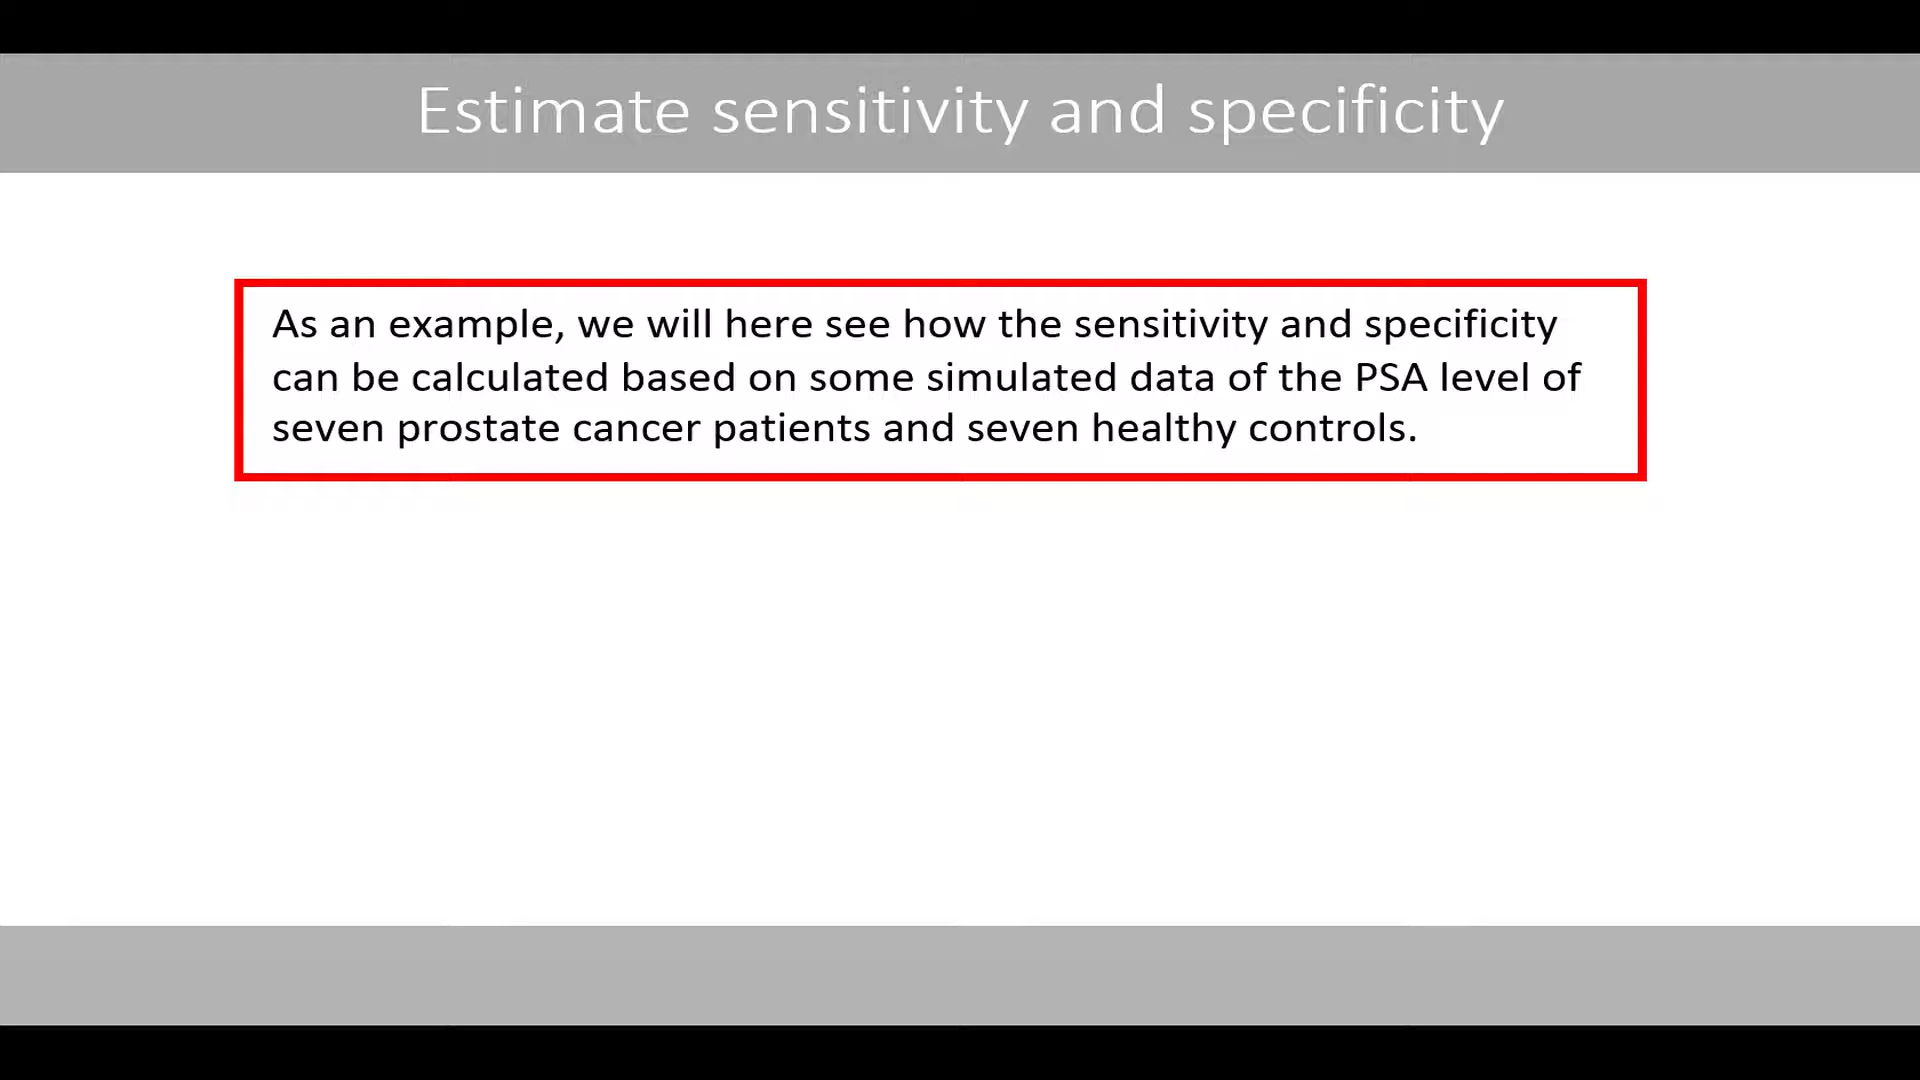 Estimate sensitivity and specificity
As an example, we will here see how the sensitivity and specificity
can be calculated based on some simulated data of the PSA level of
seven prostate cancer patients and seven healthy controls.